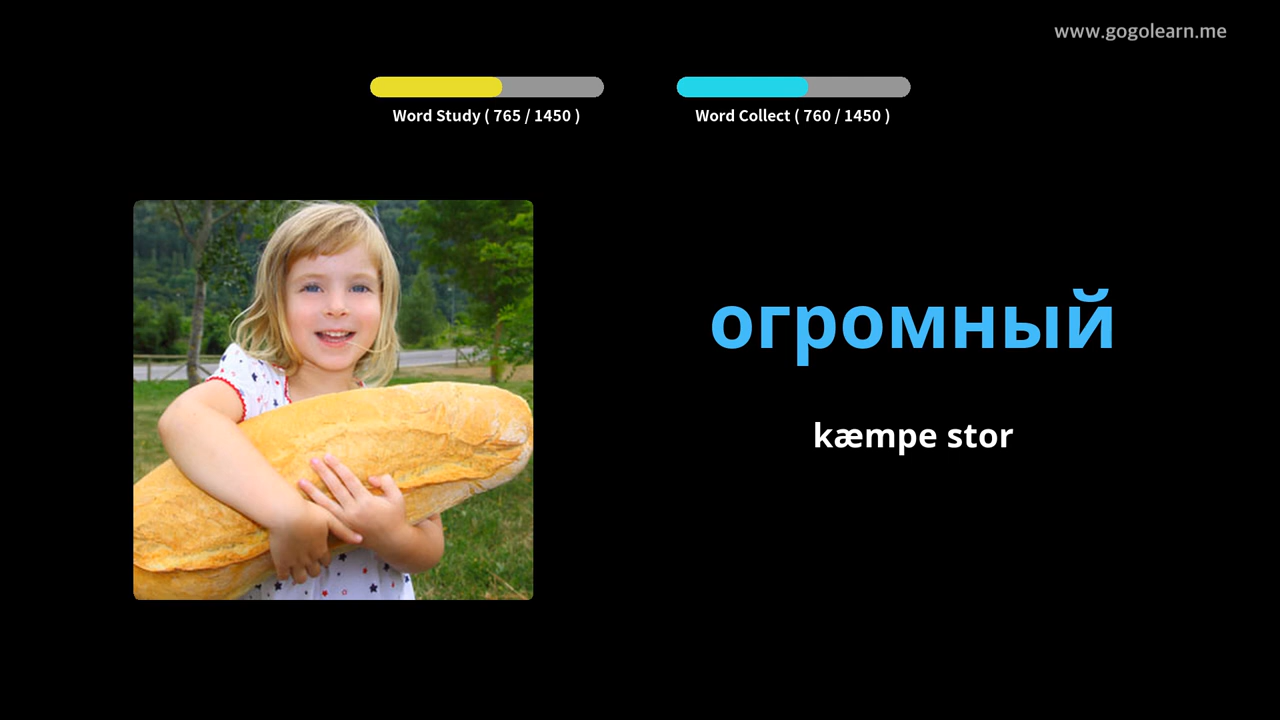 www.gogolearn.me
Word Study ( 765 / 1450 )
Word Collect ( 760 / 1450 )
огромный
kæmpe stor